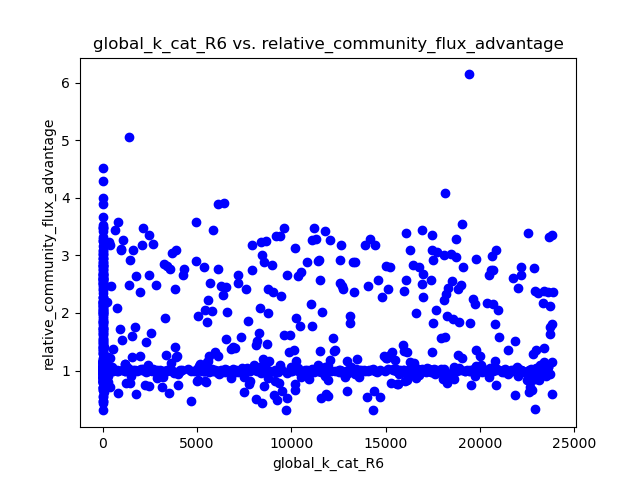 global_k_cat_R6 vs. relative_community_flux_advantage
relative_community_flux_advantage
6
5
4
3
2
1
0 5000 10000 15000 20000 25000
global_k_cat_R6